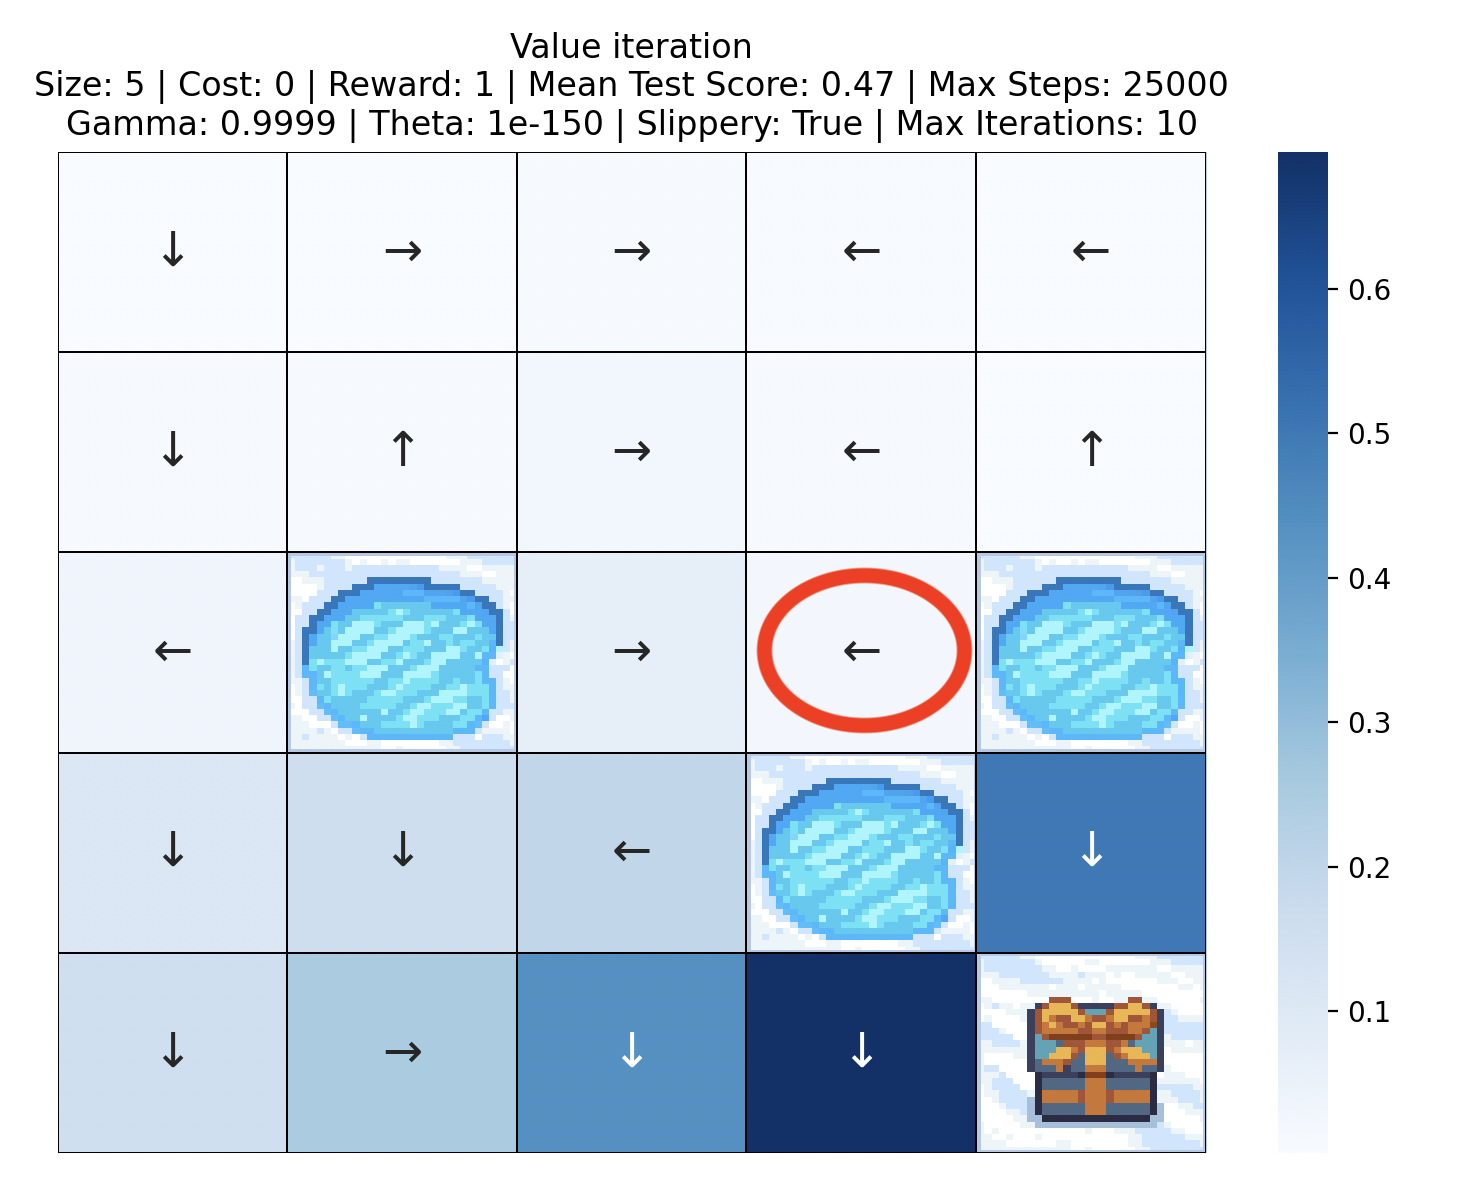 Value iteration
Size: 5 | Cost: 0 | Reward: 1 | Mean Test Score: 0.47 | Max Steps: 25000
Gamma: 0.9999 | Theta: 1e-150 | Slippery: True | Max Iterations: 10
↓ → → ← ←
↓ ↑ → ← ↑
← → ←
↓ ↓ ← ↓
↓ → ↓ ↓
0.6
0.5
0.4
0.3
0.2
0.1